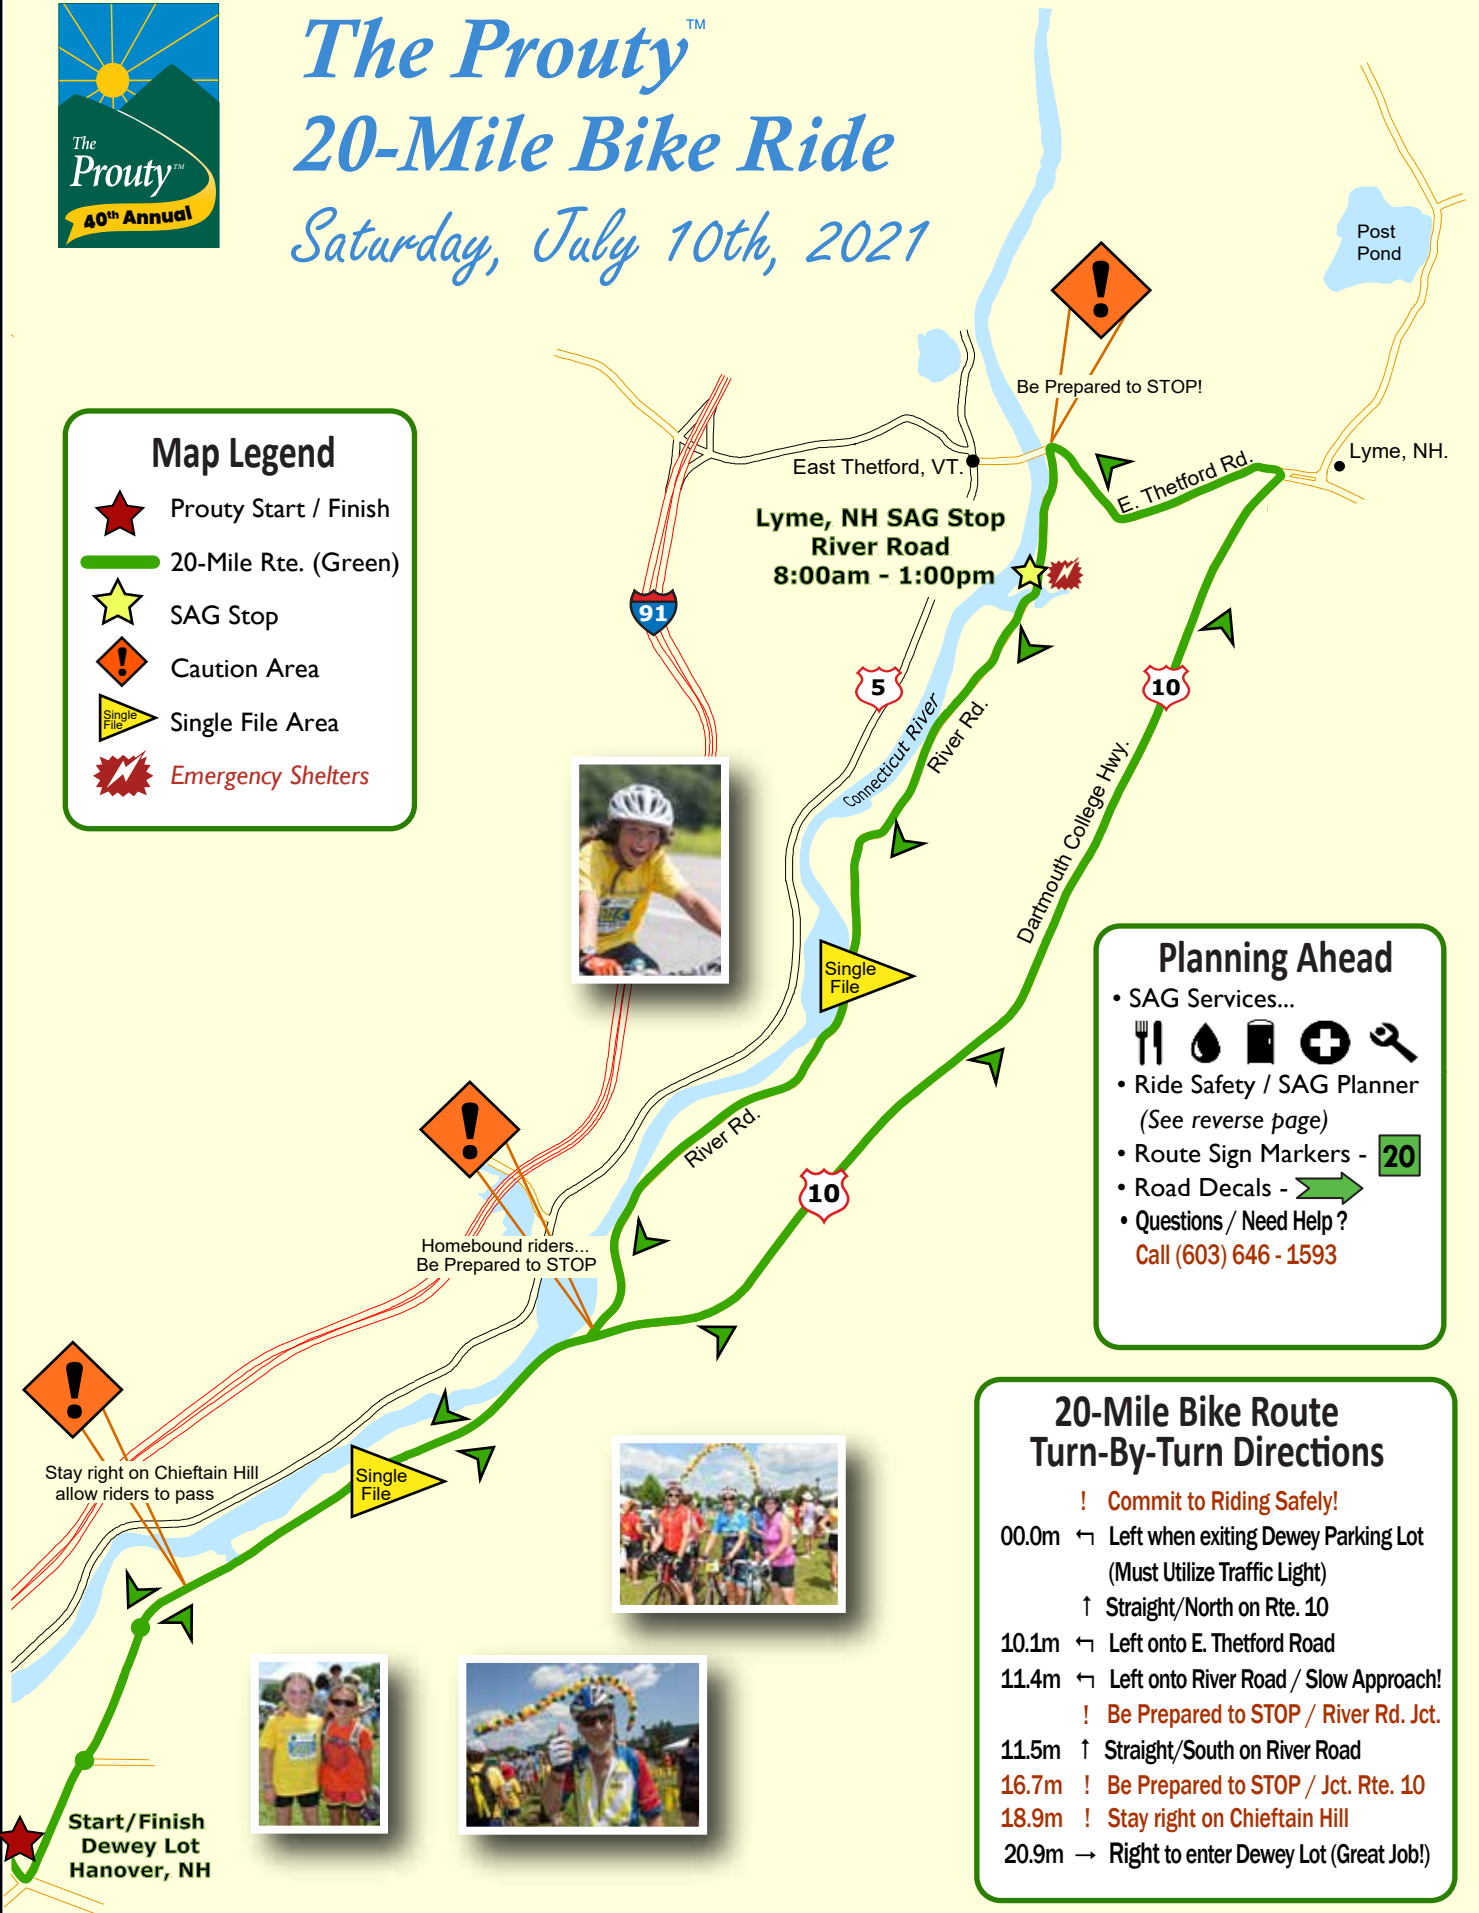 The Prouty™
20-Mile Bike Ride
Saturday, July 10th, 2021
The
Prouty™
40th Annual
Post
Pond
Be Prepared to STOP!
Map Legend
Prouty Start / Finish
20-Mile Rte. (Green)
SAG Stop
! Caution Area
Single
File
Single File Area
Emergency Shelters
East Thetford, VT.
Lyme, NH.
E. Thetford Rd.
Lyme, NH SAG Stop
River Road
8:00am - 1:00pm
91
5
10
Connecticut River
River Rd.
Dartmouth College Hwy.
Single
File
Planning Ahead
• SAG Services...
• Ride Safety / SAG Planner
(See reverse page)
• Route Sign Markers - 20
• Road Decals -
• Questions / Need Help ?
Call (603) 646 - 1593
!
River Rd.
10
Homebound riders...
Be Prepared to STOP
!
Stay right on Chieftain Hill
allow riders to pass
Single
File
20-Mile Bike Route
Turn-By-Turn Directions
! Commit to Riding Safely!
00.0m ↰ Left when exiting Dewey Parking Lot
(Must Utilize Traffic Light)
↑ Straight/North on Rte. 10
10.1m ↰ Left onto E. Thetford Road
11.4m ↰ Left onto River Road / Slow Approach!
! Be Prepared to STOP / River Rd. Jct.
11.5m ↑ Straight/South on River Road
16.7m ! Be Prepared to STOP / Jct. Rte. 10
18.9m ! Stay right on Chieftain Hill
20.9m → Right to enter Dewey Lot (Great Job!)
Start/Finish
Dewey Lot
Hanover, NH